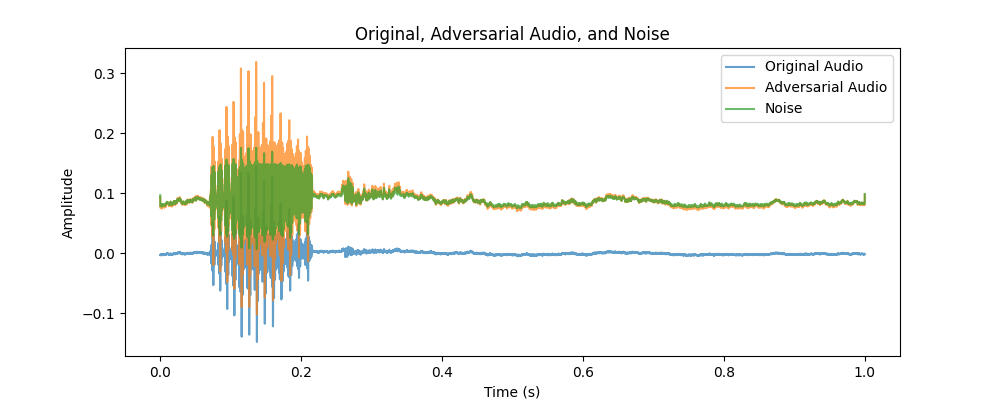 Original, Adversarial Audio, and Noise
Original Audio
Adversarial Audio
Noise
Amplitude
0.3
0.2
0.1
0.0
−0.1
0.0
0.2
0.4
0.6
0.8
1.0
Time (s)